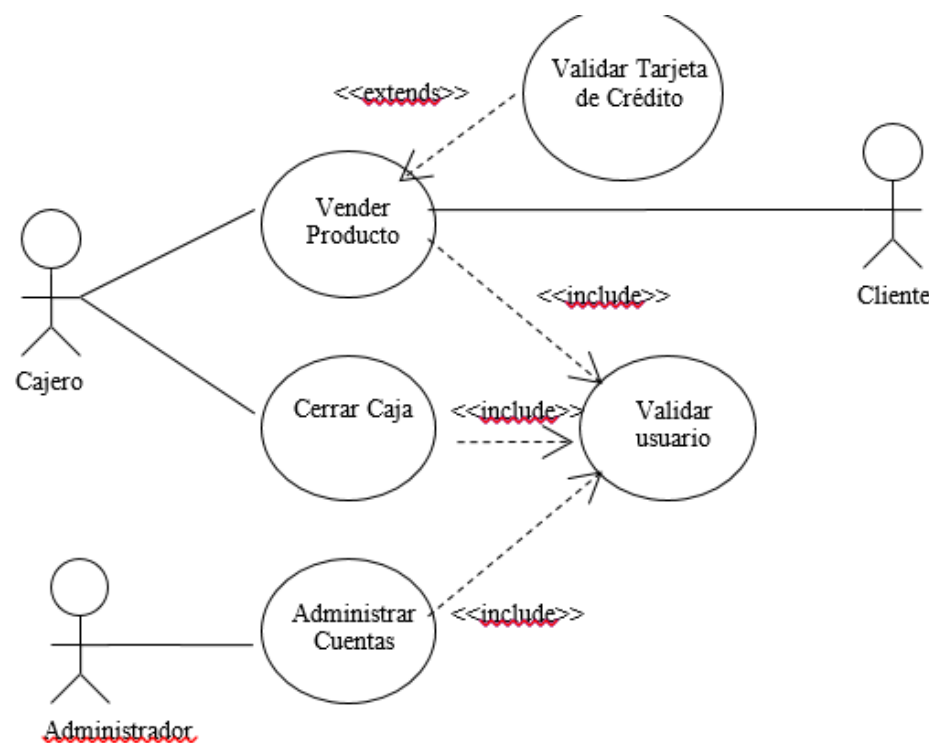 Validar Tarjeta
de Crédito
<<extends>>
Vender
Producto
<<include>>
Cliente
Cajero
Cerrar Caja
<<include>>
Validar
usuario
Administrar
Cuentas
<<include>>
Administrador